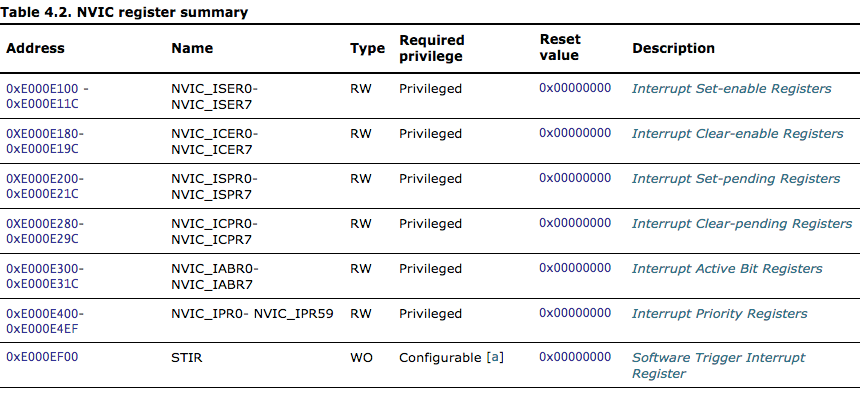 Table 4.2. NVIC register summary
Address Name Type Required privilege Reset value Description
0xE000E100 - 0xE000E11C NVIC_ISER0- NVIC_ISER7 RW Privileged 0x00000000 Interrupt Set-enable Registers
0XE000E180- 0xE000E19C NVIC_ICER0- NVIC_ICER7 RW Privileged 0x00000000 Interrupt Clear-enable Registers
0xE000E200- 0xE000E21C NVIC_ISPR0- NVIC_ISPR7 RW Privileged 0x00000000 Interrupt Set-pending Registers
0xE000E280- 0xE000E29C NVIC_ICPR0- NVIC_ICPR7 RW Privileged 0x00000000 Interrupt Clear-pending Registers
0xE000E300- 0xE000E31C NVIC_IABR0- NVIC_IABR7 RW Privileged 0x00000000 Interrupt Active Bit Registers
0xE000E400- 0xE000E4EF NVIC_IPR0- NVIC_IPR59 RW Privileged 0x00000000 Interrupt Priority Registers
0xE000EF00 STIR WO Configurable [a] 0x00000000 Software Trigger Interrupt Register